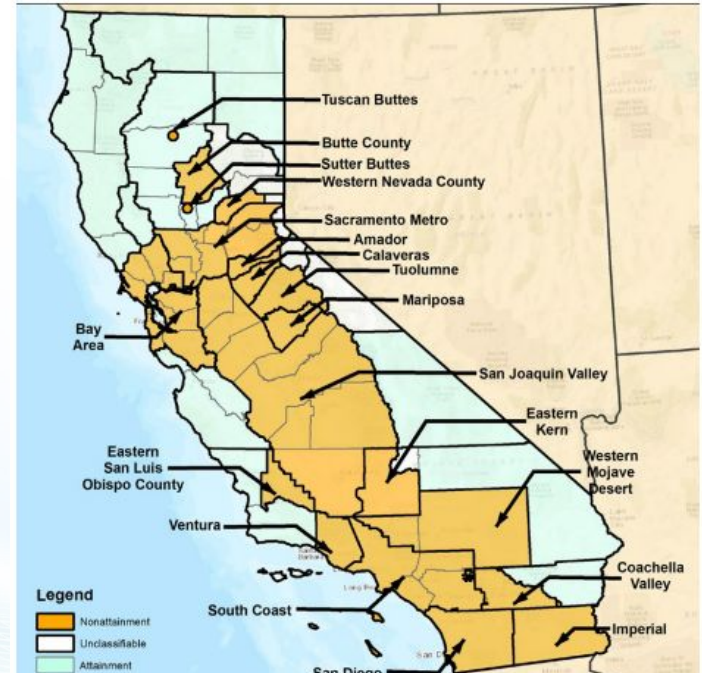 Tuscan Buttes
Butte County
Sutter Buttes
Western Nevada County
Sacramento Metro
Amador
Calaveras
Tuolumne
Mariposa
Bay
Area
San Joaquin Valley
Eastern
Kern
Eastern
San Luis
Obispo County
Western
Mojave
Desert
Ventura
Coachella
Valley
Legend
Nonattainment
Unclassifiable
Attainment
South Coast
Imperial
San Diego